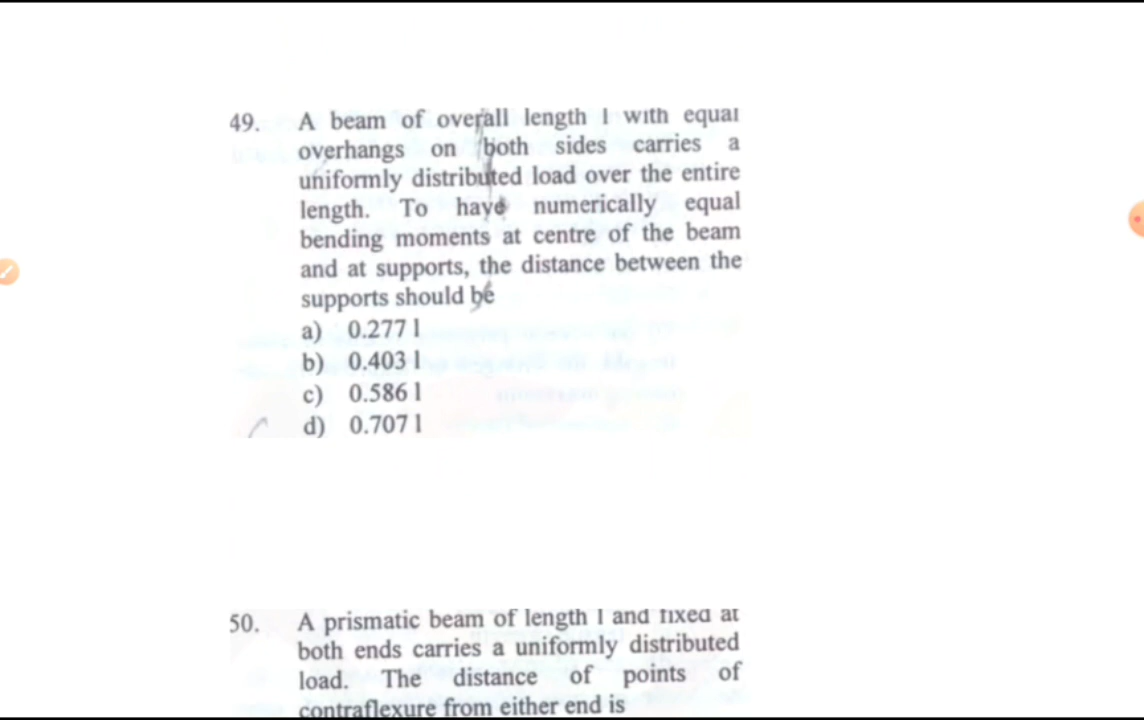 49. A beam of overall length l with equal
overhangs on both sides carries a
uniformly distributed load over the entire
length. To have numerically equal
bending moments at centre of the beam
and at supports, the distance between the
supports should be
a) 0.277 l
b) 0.403 l
c) 0.586 l
d) 0.707 l
50. A prismatic beam of length l and fixed at
both ends carries a uniformly distributed
load. The distance of points of
contraflexure from either end is